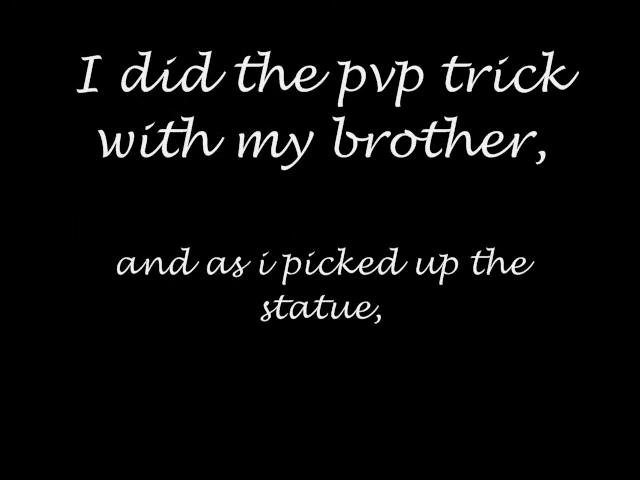 I did the pvp trick
with my brother,
and as i picked up the
statue,